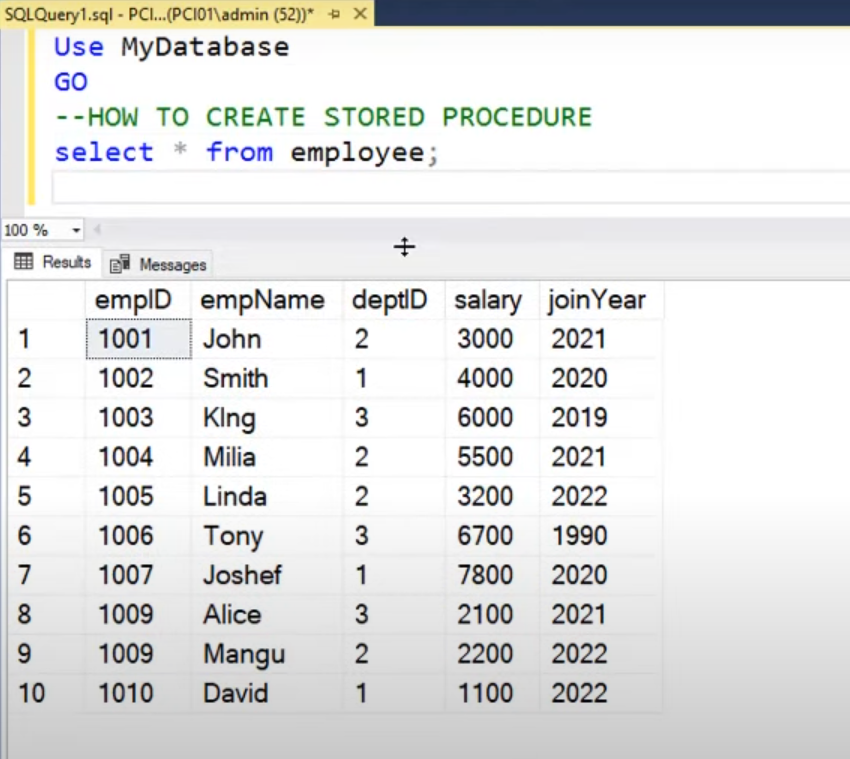 SQLQuery1.sql - PCI...(PCI01\admin (52))*
Use MyDatabase
GO
--HOW TO CREATE STORED PROCEDURE
select * from employee;
100 %
Results Messages
empID empName deptID salary joinYear
1 1001 John 2 3000 2021
2 1002 Smith 1 4000 2020
3 1003 KIng 3 6000 2019
4 1004 Milia 2 5500 2021
5 1005 Linda 2 3200 2022
6 1006 Tony 3 6700 1990
7 1007 Joshef 1 7800 2020
8 1009 Alice 3 2100 2021
9 1009 Mangu 2 2200 2022
10 1010 David 1 1100 2022